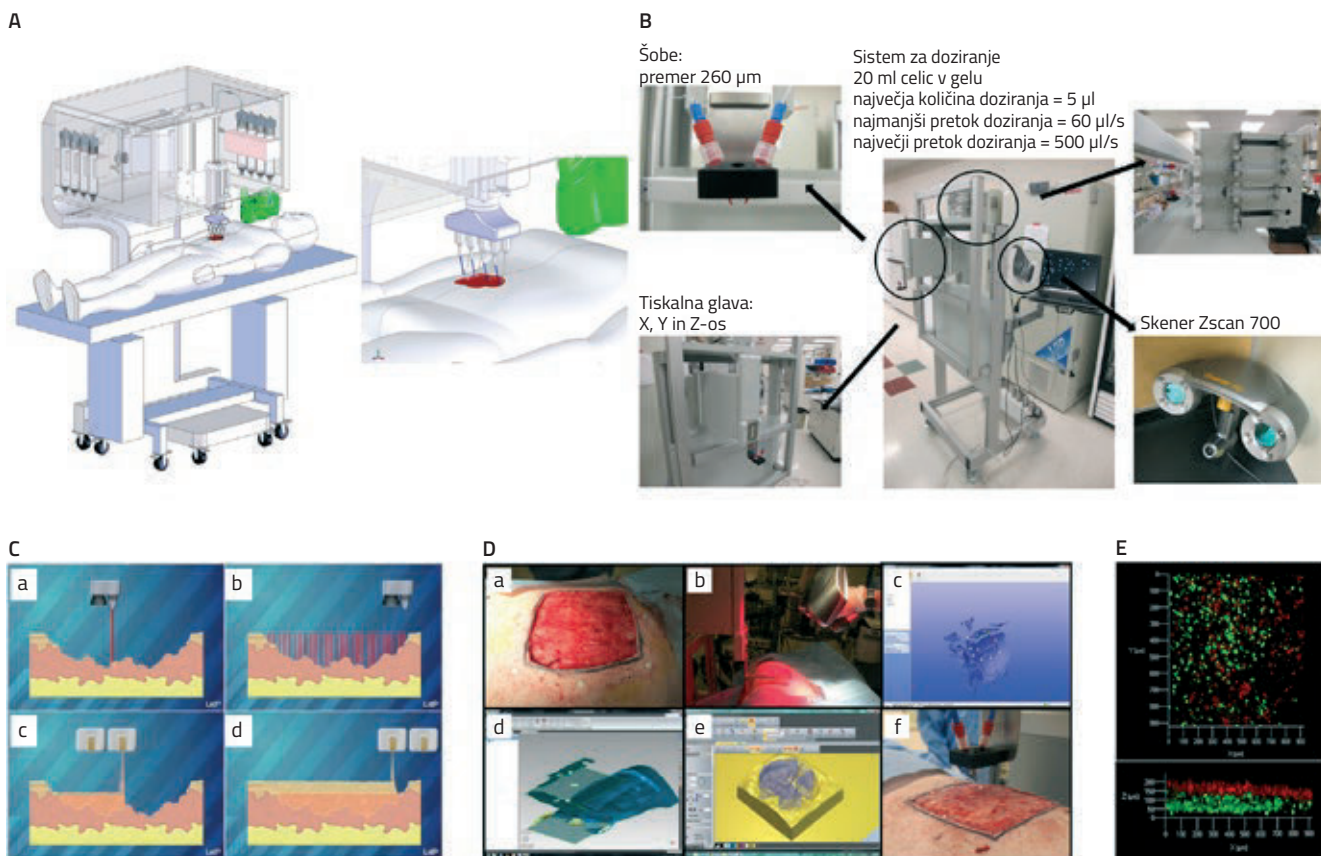 A
B
Šobe:
premer 260 µm
Sistem za doziranje
20 ml celic v gelu
največja količina doziranja = 5 µl
najmanjši pretok doziranja = 60 µl/s
največji pretok doziranja = 500 µl/s
Tiskalna glava:
X, Y in Z-os
Skener Zscan 700
C
a
b
c
d
D
a
b
c
d
e
f
E